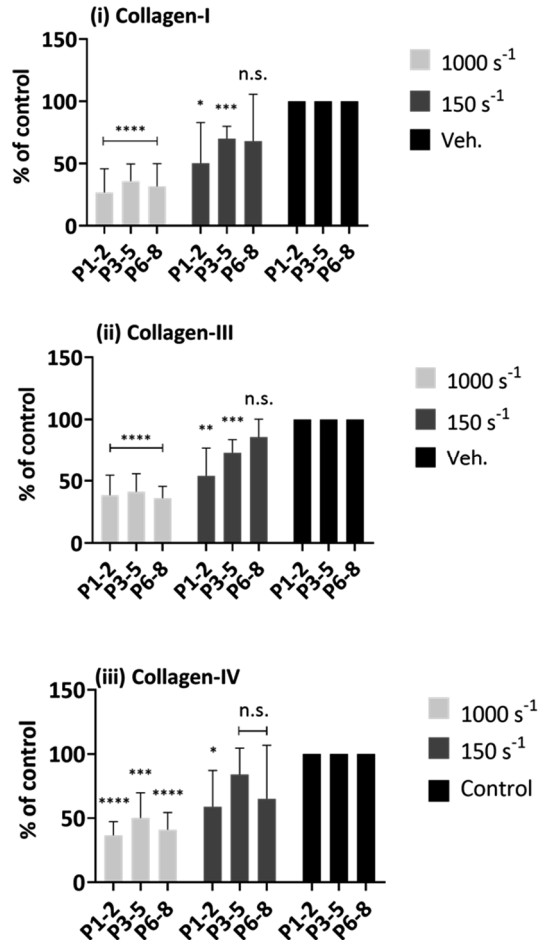 (i) Collagen-I
150
100
50
0
% of control
****
* *** n.s.
P1-2 P3-5 P6-8 P1-2 P3-5 P6-8 P1-2 P3-5 P6-8
1000 s⁻¹
150 s⁻¹
Veh.
(ii) Collagen-III
150
100
50
0
% of control
****
** *** n.s.
P1-2 P3-5 P6-8 P1-2 P3-5 P6-8 P1-2 P3-5 P6-8
1000 s⁻¹
150 s⁻¹
Veh.
(iii) Collagen-IV
150
100
50
0
% of control
**** *** ****
* n.s.
P1-2 P3-5 P6-8 P1-2 P3-5 P6-8 P1-2 P3-5 P6-8
1000 s⁻¹
150 s⁻¹
Control